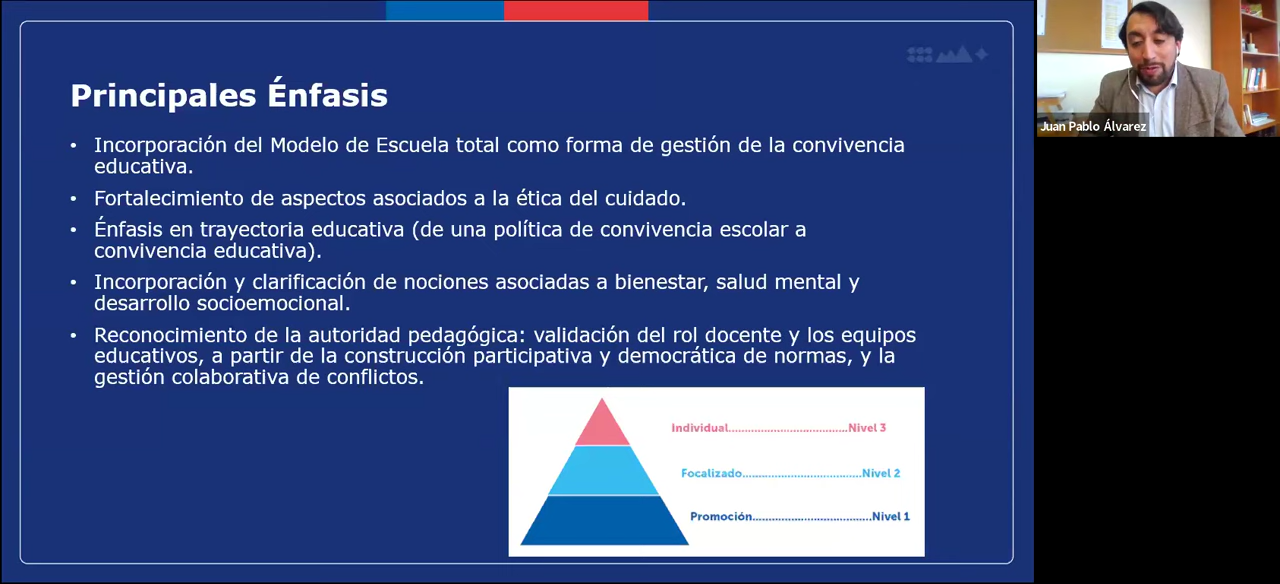 Principales Énfasis
• Incorporación del Modelo de Escuela total como forma de gestión de la convivencia
educativa.
• Fortalecimiento de aspectos asociados a la ética del cuidado.
• Énfasis en trayectoria educativa (de una política de convivencia escolar a
convivencia educativa).
• Incorporación y clarificación de nociones asociadas a bienestar, salud mental y
desarrollo socioemocional.
• Reconocimiento de la autoridad pedagógica: validación del rol docente y los equipos
educativos, a partir de la construcción participativa y democrática de normas, y la
gestión colaborativa de conflictos.
Individual.....................................Nivel 3
Focalizado.....................................Nivel 2
Promoción.....................................Nivel 1
Juan Pablo Álvarez